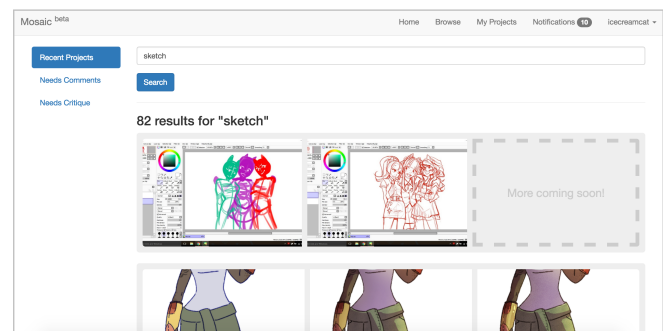 Mosaic beta
Home Browse My Projects Notifications 10 icecreamcat
Recent Projects
Needs Comments
Needs Critique
sketch
Search
82 results for "sketch"
More coming soon!